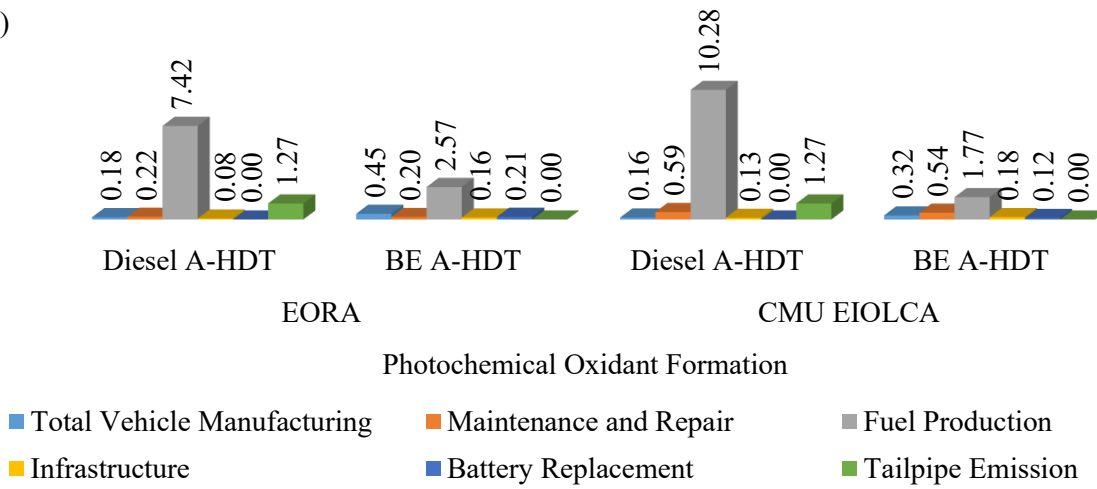 )
0.18 0.22 7.42 0.08 0.00 1.27 0.45 0.20 2.57 0.16 0.21 0.00 0.16 0.59 10.28 0.13 0.00 1.27 0.32 0.54 1.77 0.18 0.12 0.00
Diesel A-HDT BE A-HDT Diesel A-HDT BE A-HDT
EORA CMU EIOLCA
Photochemical Oxidant Formation
Total Vehicle Manufacturing Maintenance and Repair Fuel Production
Infrastructure Battery Replacement Tailpipe Emission